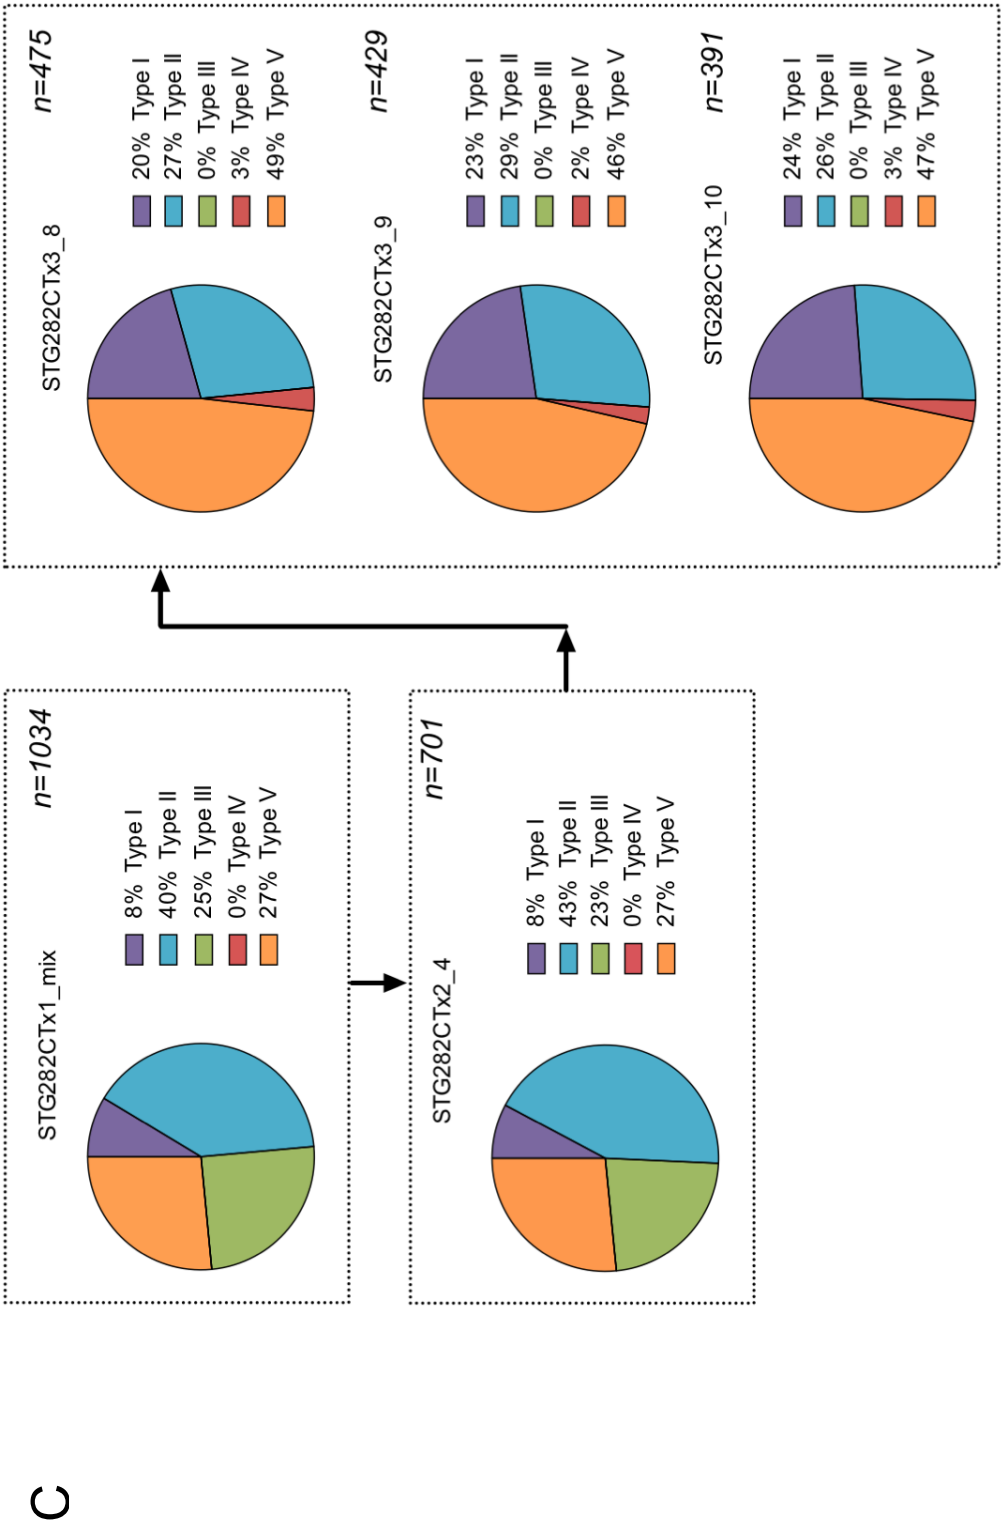 C
STG282CTx1_mix
n=1034
8% Type I
40% Type II
25% Type III
0% Type IV
27% Type V
STG282CTx2_4
n=701
8% Type I
43% Type II
23% Type III
0% Type IV
27% Type V
STG282CTx3_8
n=475
20% Type I
27% Type II
0% Type III
3% Type IV
49% Type V
STG282CTx3_9
n=429
23% Type I
29% Type II
0% Type III
2% Type IV
46% Type V
STG282CTx3_10
n=391
24% Type I
26% Type II
0% Type III
3% Type IV
47% Type V